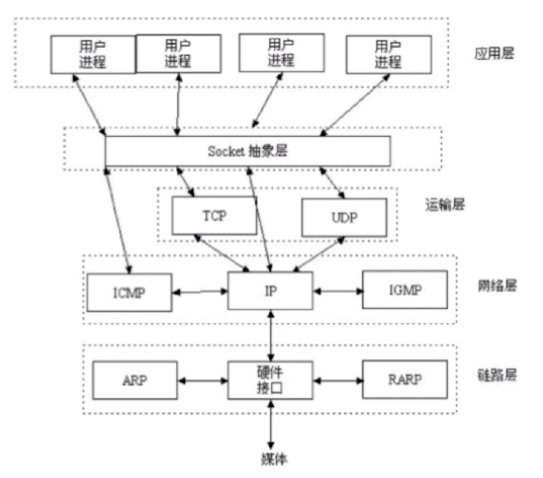 用户
进程
用户
进程
用户
进程
用户
进程
应用层
Socket 抽象层
TCP
UDP
运输层
ICMP
IP
IGMP
网络层
ARP
硬件
接口
RARP
链路层
媒体